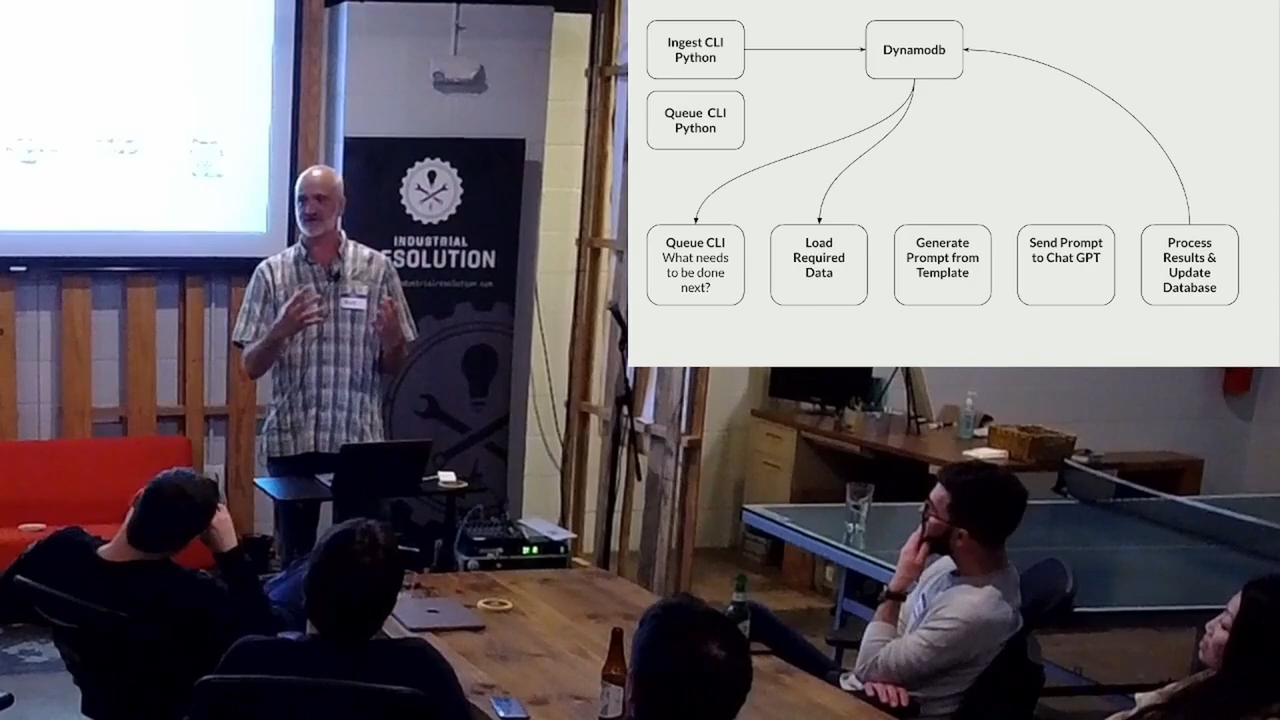 Ingest CLI
Python
Dynamodb
Queue CLI
Python
Queue CLI
What needs
to be done
next?
Load
Required
Data
Generate
Prompt from
Template
Send Prompt
to Chat GPT
Process
Results &
Update
Database
INDUSTRIAL
ESOLUTION